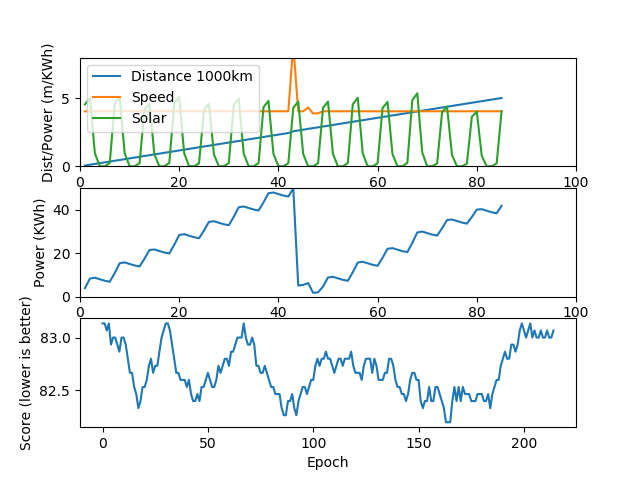 Dist/Power (m/KWh)
5
0
Distance 1000km
Speed
Solar
0 20 40 60 80 100
Power (KWh)
40
20
0
0 20 40 60 80 100
Score (lower is better)
83.0
82.5
0 50 100 150 200
Epoch